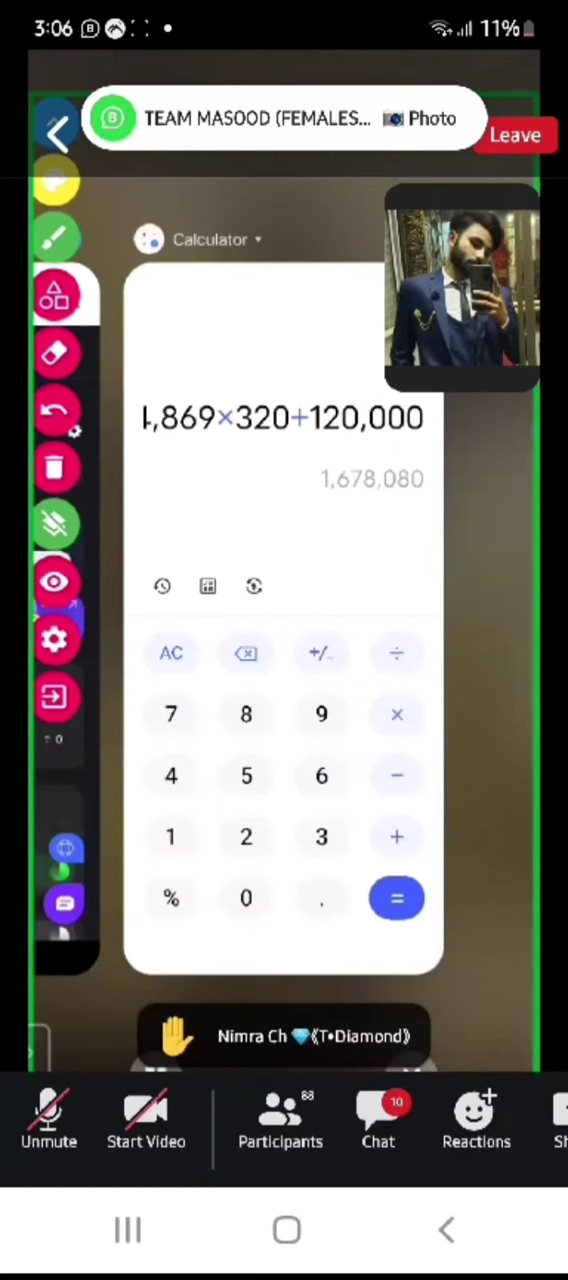 3:06
11%
TEAM MASOOD (FEMALES... Photo
Leave
Calculator
4,869×320+120,000
1,678,080
AC +/- ÷
7 8 9 ×
4 5 6 −
1 2 3 +
% 0 . =
↑ 0
Nimra Ch 💎《T•Diamond》
88
10
Unmute
Start Video
Participants
Chat
Reactions
Sh